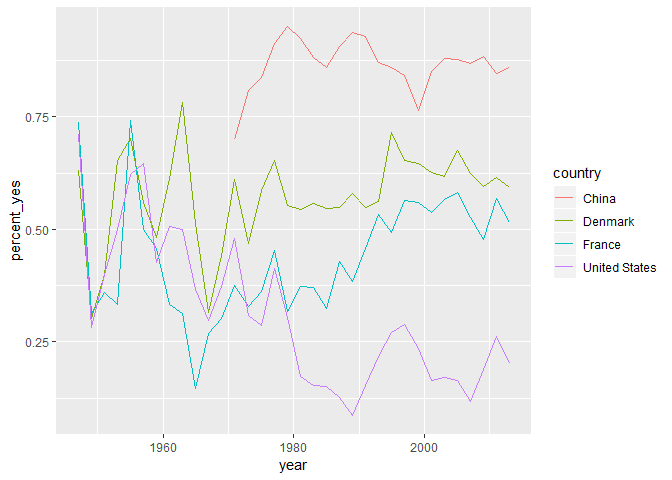 percent_yes
0.75
0.50
0.25
1960 1980 2000
year
country
China
Denmark
France
United States